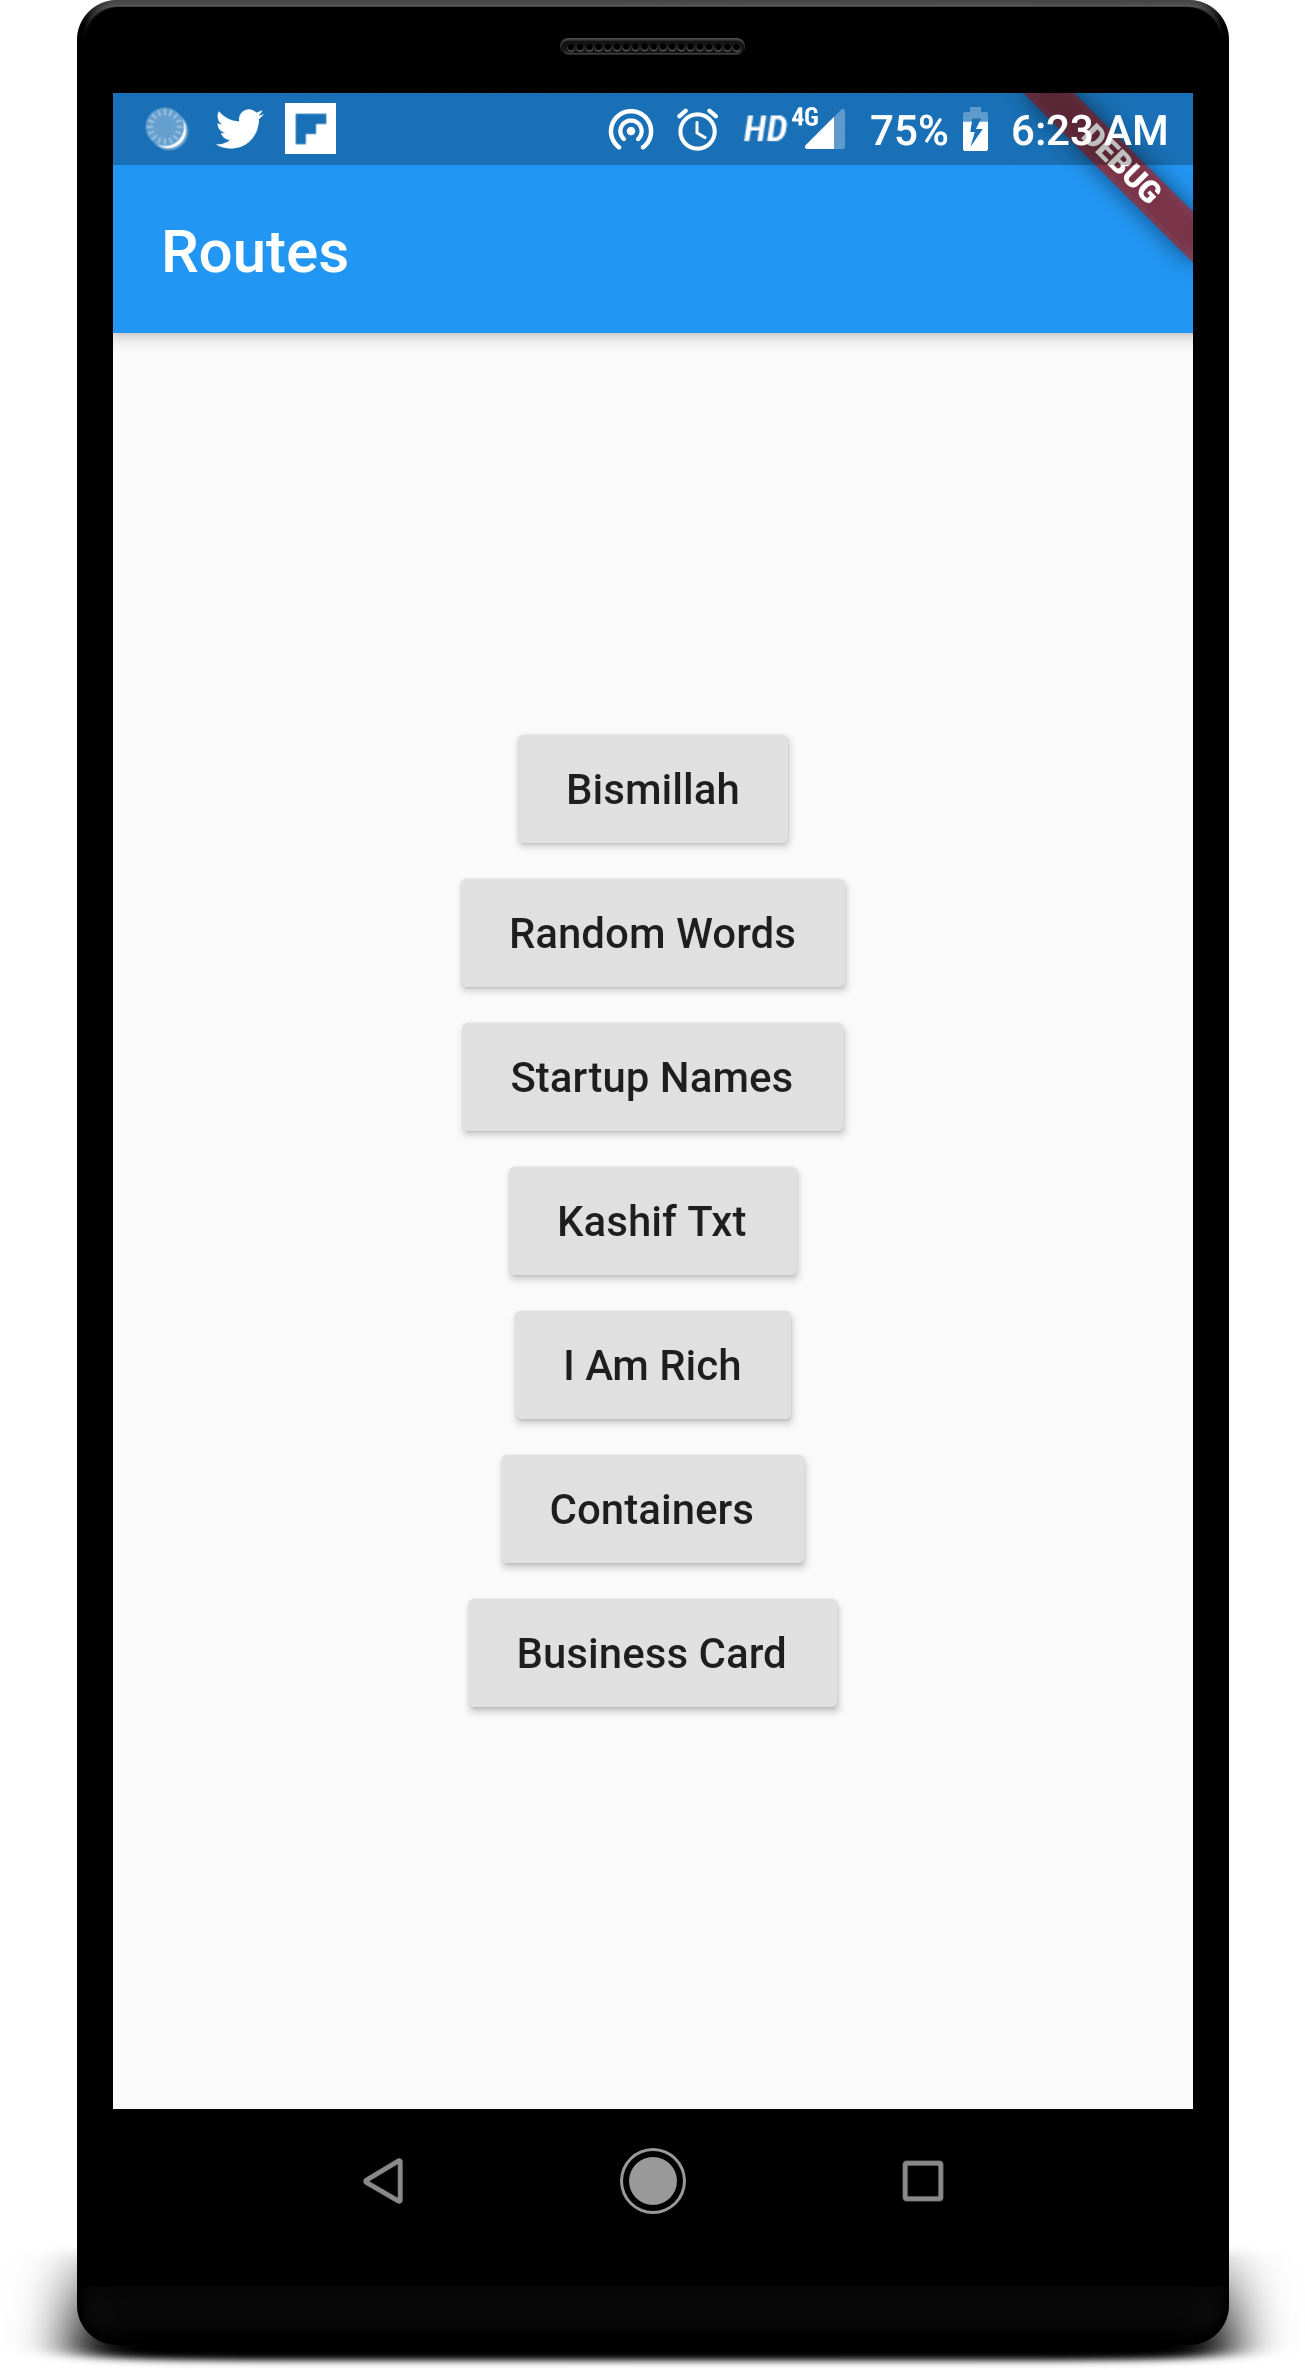 HD 4G 75% 6:23 AM
DEBUG
Routes
Bismillah
Random Words
Startup Names
Kashif Txt
I Am Rich
Containers
Business Card